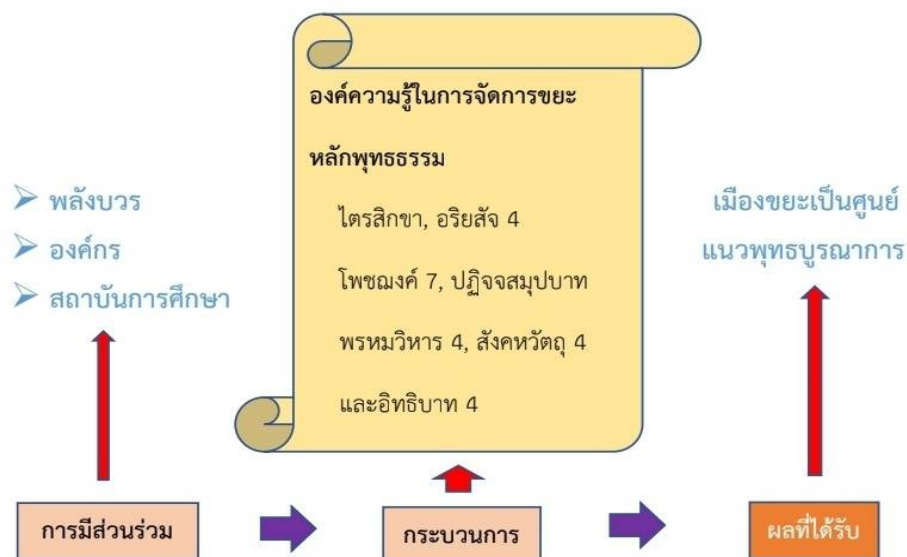 องค์ความรู้ในการจัดการขยะ
หลักพุทธธรรม
ไตรสิกขา, อริยสัจ 4
โพชฌงค์ 7, ปฏิจจสมุปบาท
พรหมวิหาร 4, สังคหวัตถุ 4
และอิทธิบาท 4
➢ พลังบวร
➢ องค์กร
➢ สถาบันการศึกษา
เมืองขยะเป็นศูนย์
แนวพุทธบูรณาการ
การมีส่วนร่วม
กระบวนการ
ผลที่ได้รับ